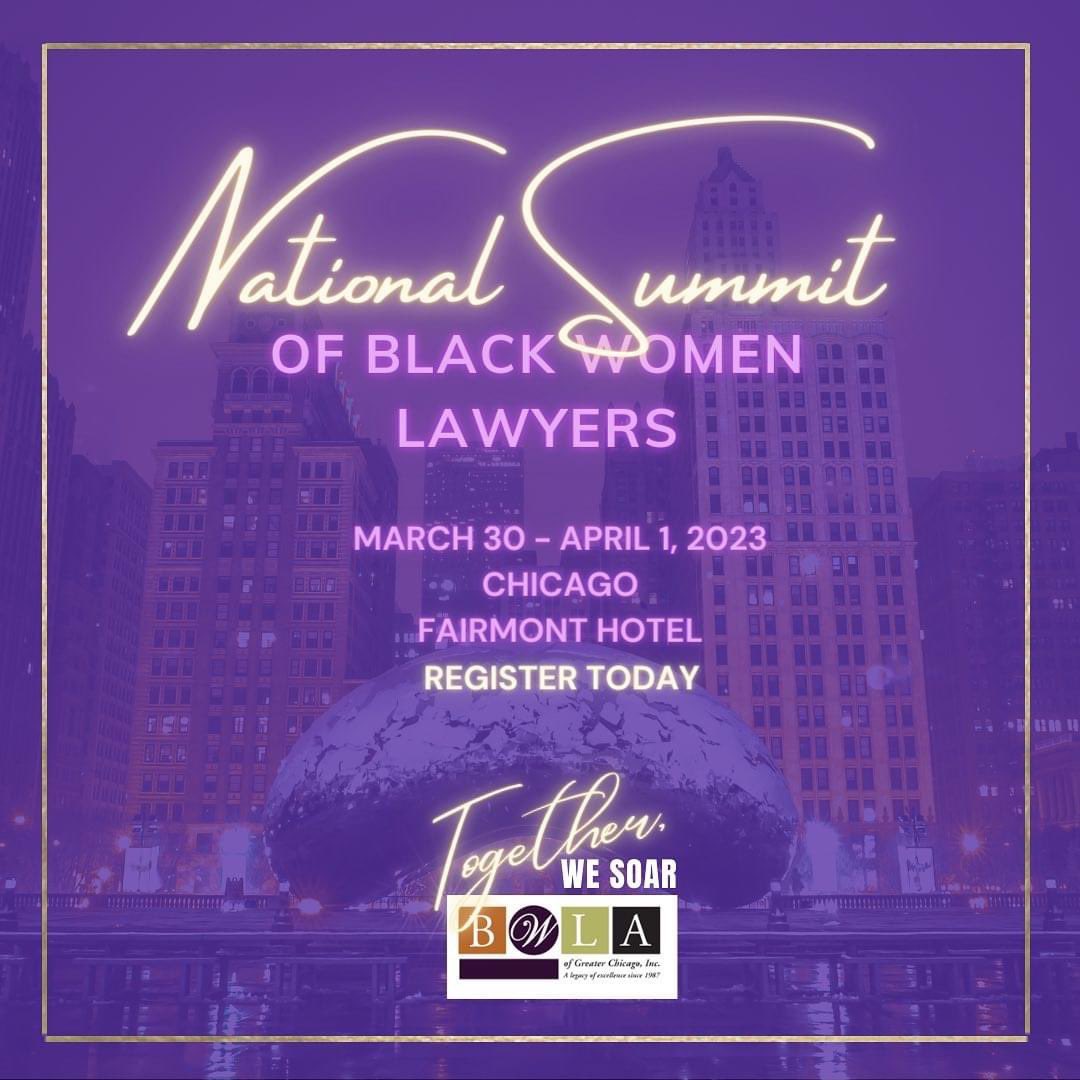 National Summit
OF BLACK WOMEN
LAWYERS
MARCH 30 - APRIL 1, 2023
CHICAGO
FAIRMONT HOTEL
REGISTER TODAY
Together,
WE SOAR
BWLA
of Greater Chicago, Inc.
A legacy of excellence since 1987